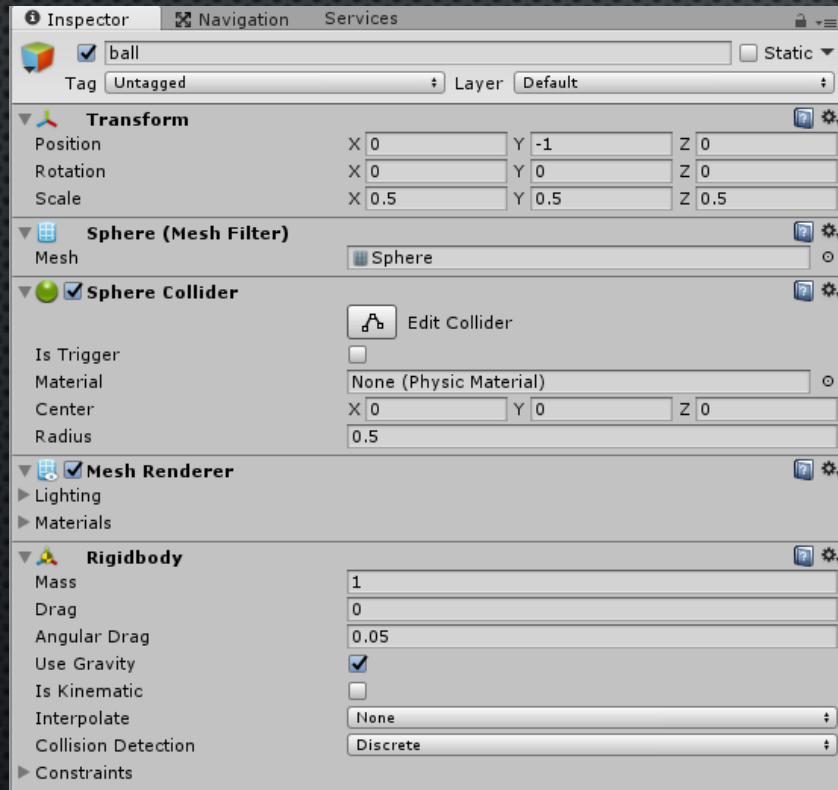 Inspector Navigation Services
ball Static
Tag Untagged Layer Default
Transform
Position X 0 Y -1 Z 0
Rotation X 0 Y 0 Z 0
Scale X 0.5 Y 0.5 Z 0.5
Sphere (Mesh Filter)
Mesh Sphere
Sphere Collider
Edit Collider
Is Trigger
Material None (Physic Material)
Center X 0 Y 0 Z 0
Radius 0.5
Mesh Renderer
Lighting
Materials
Rigidbody
Mass 1
Drag 0
Angular Drag 0.05
Use Gravity
Is Kinematic
Interpolate None
Collision Detection Discrete
Constraints